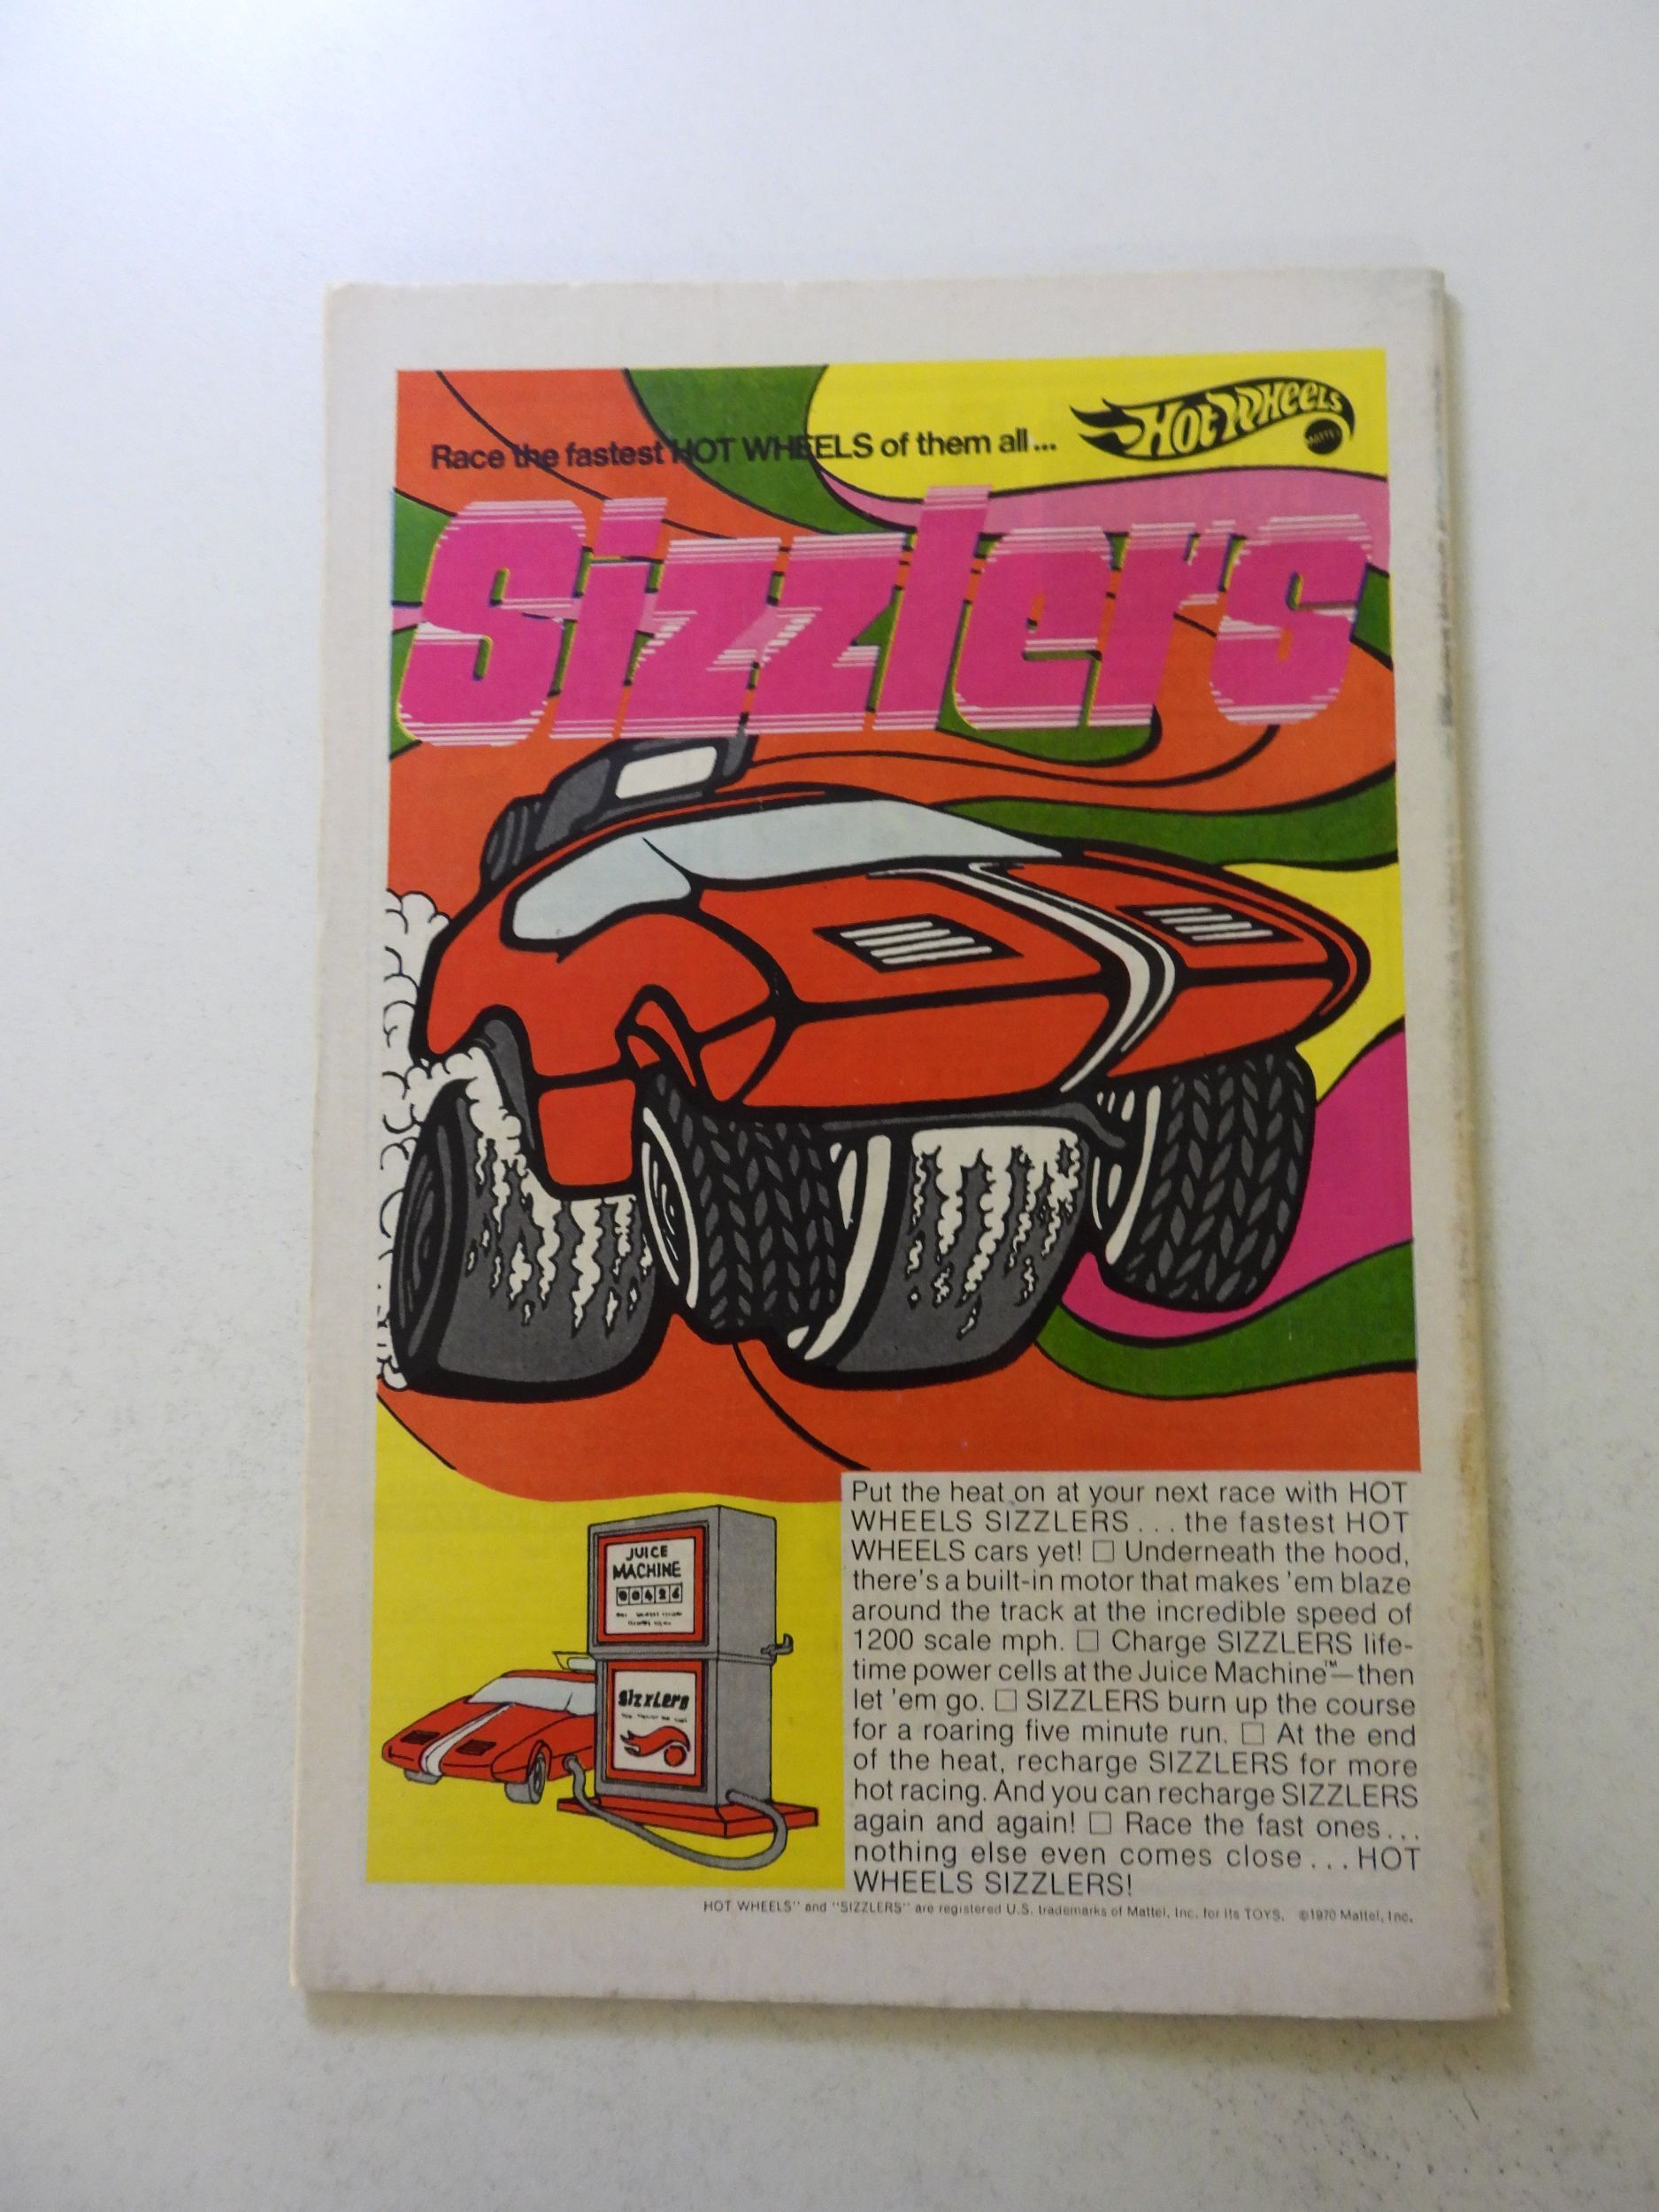 Race the fastest HOT WHEELS of them all...
Hot Wheels
MATTEL
Sizzlers
JUICE
MACHINE
00426
Sizzlers
Put the heat on at your next race with HOT
WHEELS SIZZLERS... the fastest HOT
WHEELS cars yet! □ Underneath the hood,
there's a built-in motor that makes 'em blaze
around the track at the incredible speed of
1200 scale mph. □ Charge SIZZLERS life-
time power cells at the Juice Machine™—then
let 'em go. □ SIZZLERS burn up the course
for a roaring five minute run. □ At the end
of the heat, recharge SIZZLERS for more
hot racing. And you can recharge SIZZLERS
again and again! □ Race the fast ones...
nothing else even comes close...HOT
WHEELS SIZZLERS!
HOT WHEELS" and "SIZZLERS" are registered U.S. trademarks of Mattel, Inc. for its TOYS. ©1970 Mattel, Inc.